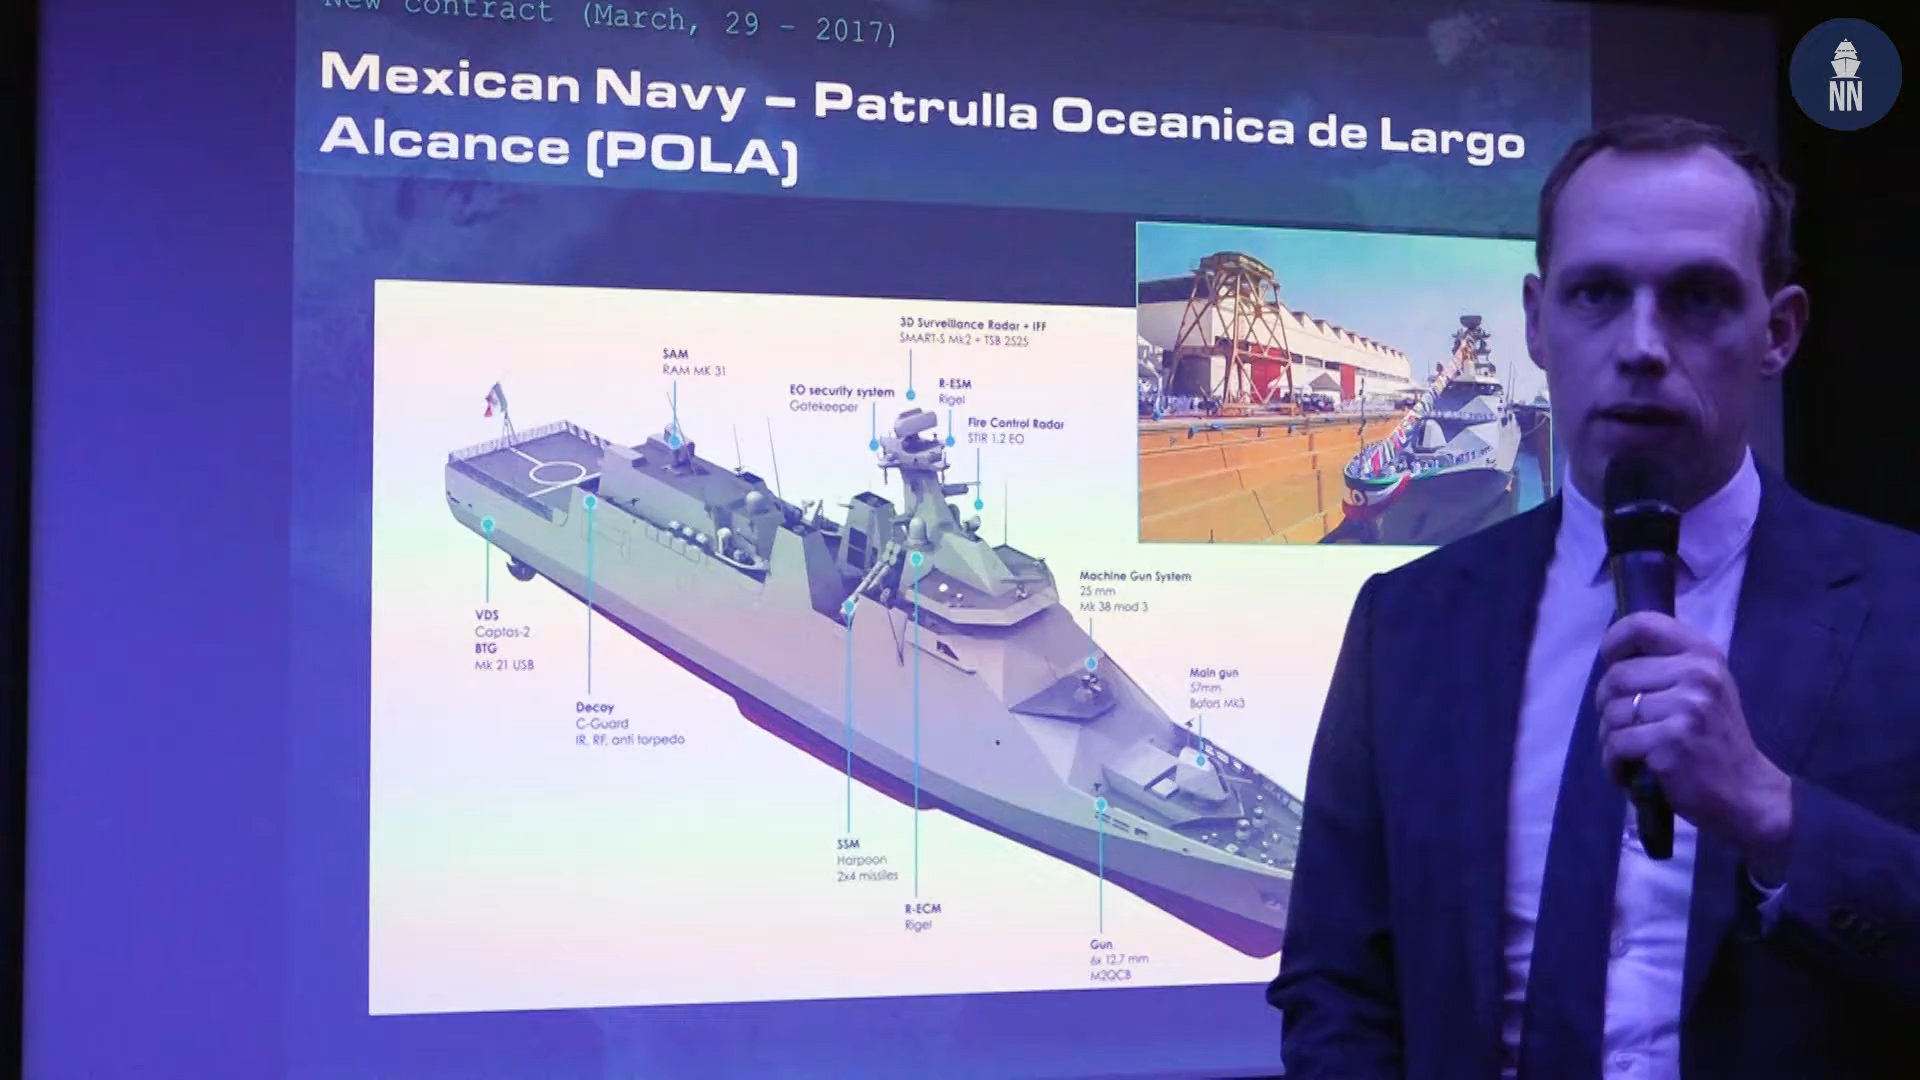 New contract (March, 29 - 2017)
Mexican Navy – Patrulla Oceanica de Largo
Alcance (POLA)
NN
3D Surveillance Radar + IFF
SMART-S Mk2 + TSB 2525
SAM
RAM MK 31
EO security system
Gatekeeper
R-ESM
Rigel
Fire Control Radar
STIR 1.2 EO
VDS
Captas-2
BTG
Mk 21 USB
Decoy
C-Guard
IR, RF, anti torpedo
Machine Gun System
25 mm
Mk 38 mod 3
Main gun
57mm
Bofors Mk3
SSM
Harpoon
2x4 missiles
R-ECM
Rigel
Gun
6x 12.7 mm
M2QCB